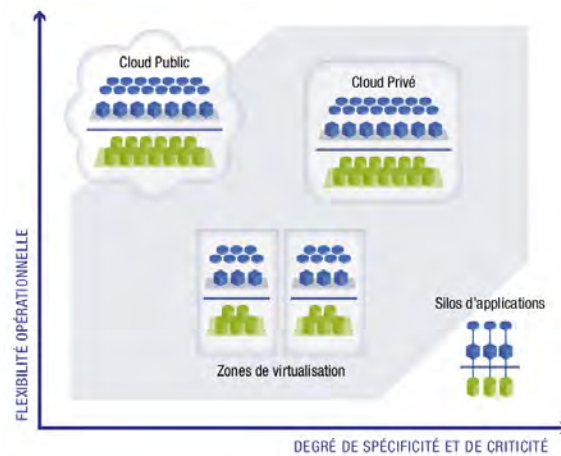 Cloud Public
Cloud Privé
Silos d'applications
Zones de virtualisation
FLEXIBILITÉ OPÉRATIONNELLE
DEGRÉ DE SPÉCIFICITÉ ET DE CRITICITÉ